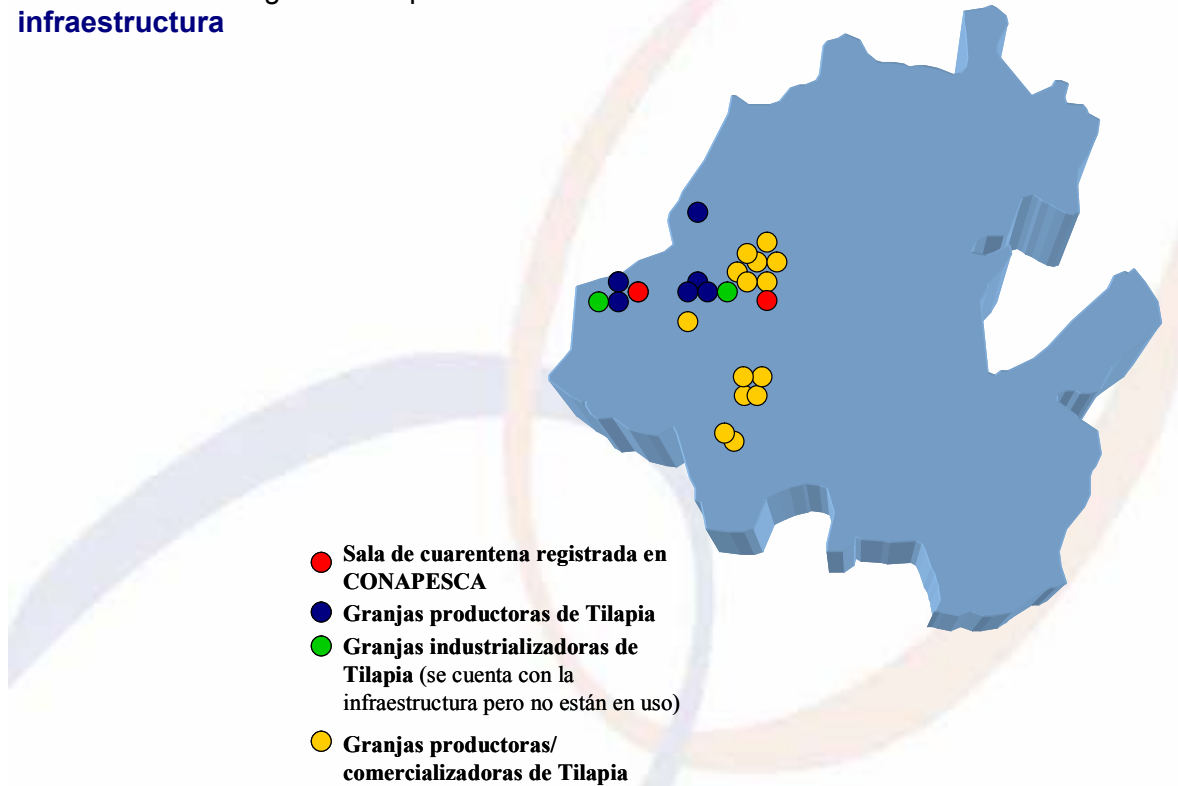 infraestructura
Sala de cuarentena registrada en
CONAPESCA
Granjas productoras de Tilapia
Granjas industrializadoras de
Tilapia (se cuenta con la
infraestructura pero no están en uso)
Granjas productoras/
comercializadoras de Tilapia